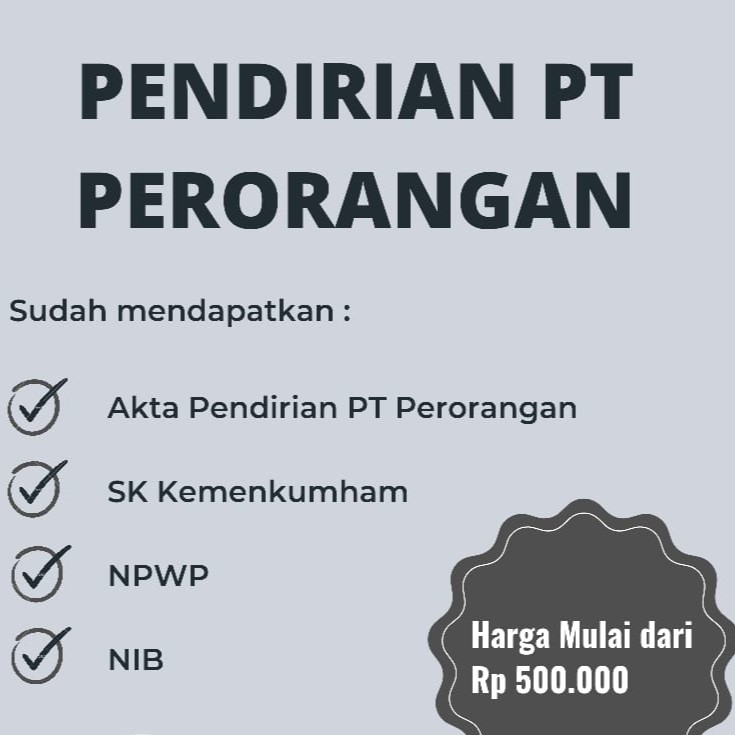 PENDIRIAN PT
PERORANGAN
Sudah mendapatkan :
Akta Pendirian PT Perorangan
SK Kemenkumham
NPWP
NIB
Harga Mulai dari
Rp 500.000